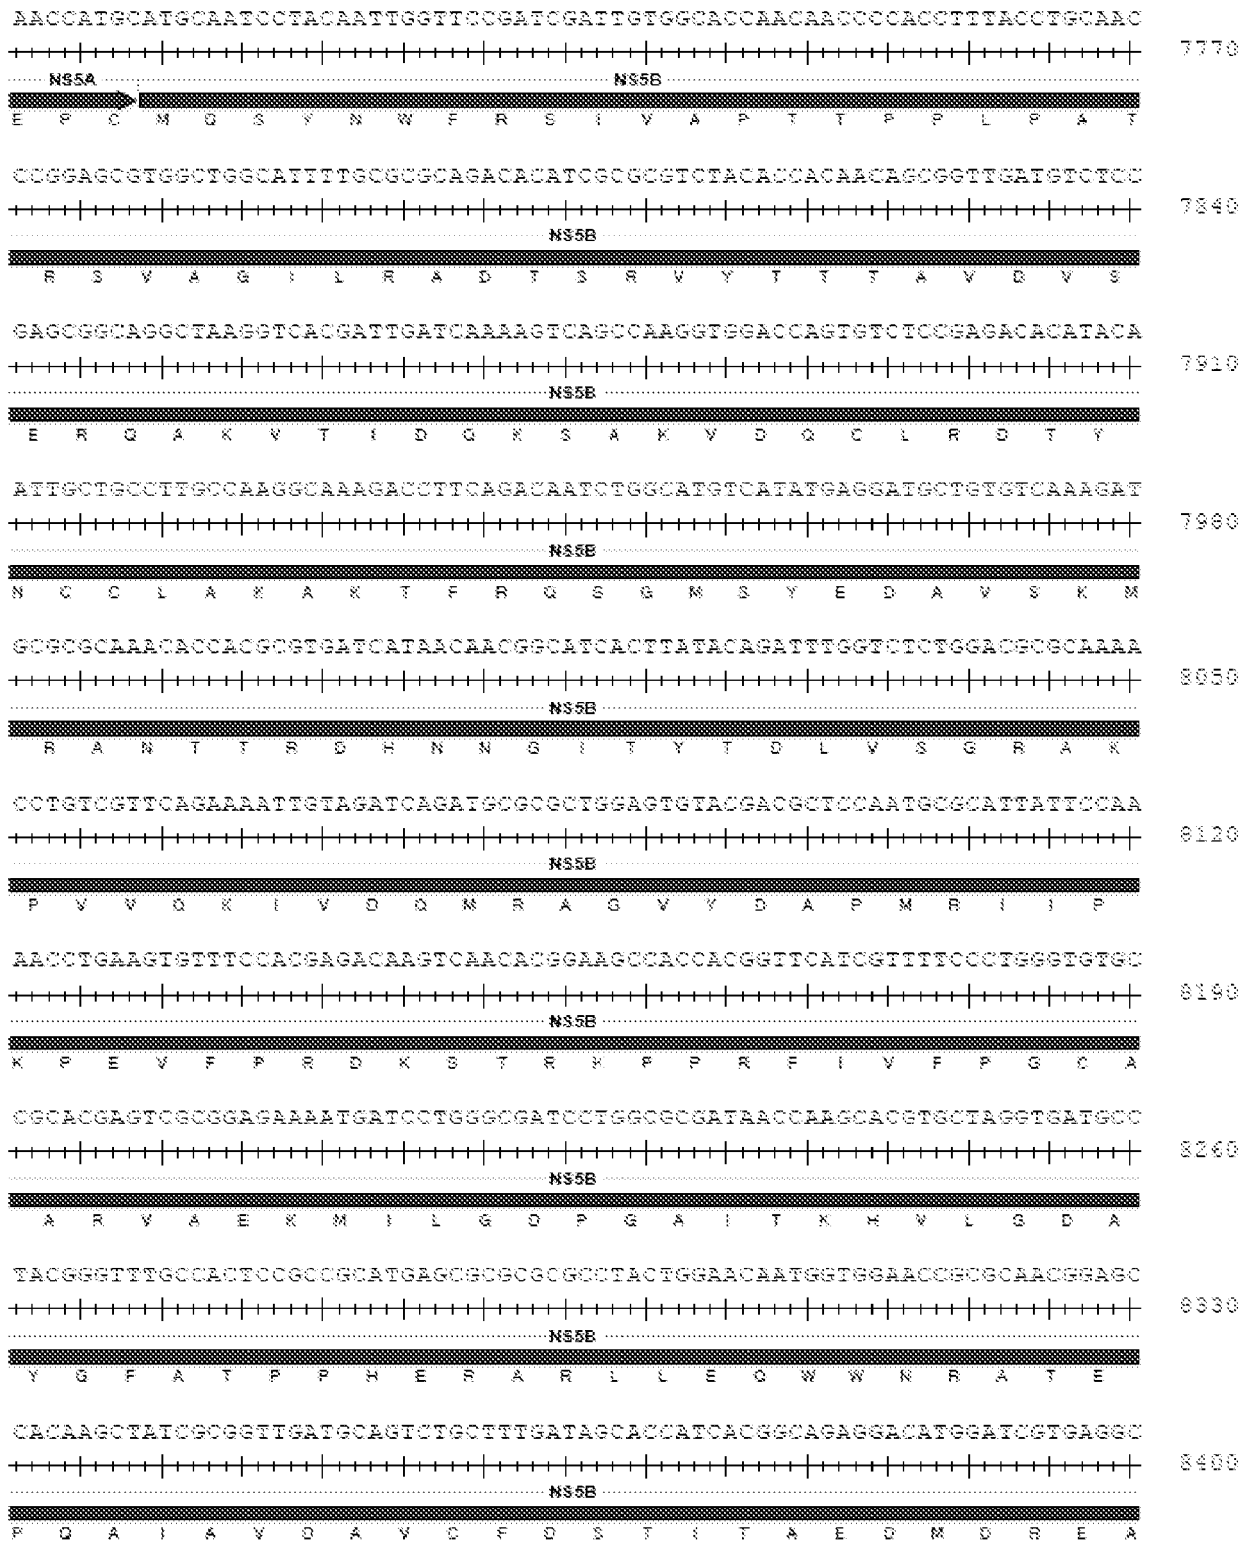 AACCATGCATGCAATCCTACAATTGGTTCCGATCGATTGTGGCACCAACAACCCCACCTTTACCTGCAAC
7770
NS5A NS5B
E P C M Q S Y N W F R S I V A P T T P P L P A T
CCGGAGCGTGGCTGGCATTTTGCGCGCAGACACATCGCGCGTCTACACCACAACAGCGGTTGATGTCTCC
7840
NS5B
R S V A G I L R A D T S R V Y T T T A V D V S
GAGCGGCAGGCTAAGGTCACGATTGATCAAAAGTCAGCCAAGGTGGACCAGTGTCTCCGAGACACATACA
7910
NS5B
E R Q A K V T I D Q K S A K V D Q C L R D T Y
ATTGCTGCCTTGCCAAGGCAAAGACCTTCAGACAATCTGGCATGTCATATGAGGATGCTGTGTCAAAGAT
7980
NS5B
N C C L A K A K T F R Q S G M S Y E D A V S K M
GCGCGCAAACACCACGCGTGATCATAACAACGGCATCACTTATACAGATTTGGTCTCTGGACGCGCAAAA
8050
NS5B
R A N T T R D H N N G I T Y T D L V S G R A K
CCTGTCGTTCAGAAAATTGTAGATCAGATGCGCGCTGGAGTGTACGACGCTCCAATGCGCATTATTCCAA
8120
NS5B
P V V Q K I V D Q M R A G V Y D A P M R I I P
AACCTGAAGTGTTTCCACGAGACAAGTCAACACGGAAGCCACCACGGTTCATCGTTTTCCCTGGGTGTGC
8190
NS5B
K P E V F P R D K S T R K P P R F I V F P G C A
CGCACGAGTCGCGGAGAAAATGATCCTGGGCGATCCTGGCGCGATAACCAAGCACGTGCTAGGTGATGCC
8260
NS5B
A R V A E K M I L G D P G A I T K H V L G D A
TACGGGTTTGCCACTCCGCCGCATGAGCGCGCGCGCCTACTGGAACAATGGTGGAACCGCGCAACGGAGC
8330
NS5B
Y G F A T P P H E R A R L L E Q W W N R A T E
CACAAGCTATCGCGGTTGATGCAGTCTGCTTTGATAGCACCATCACGGCAGAGGACATGGATCGTGAGGC
8400
NS5B
P Q A I A V D A V C F D S T I T A E D M D R E A